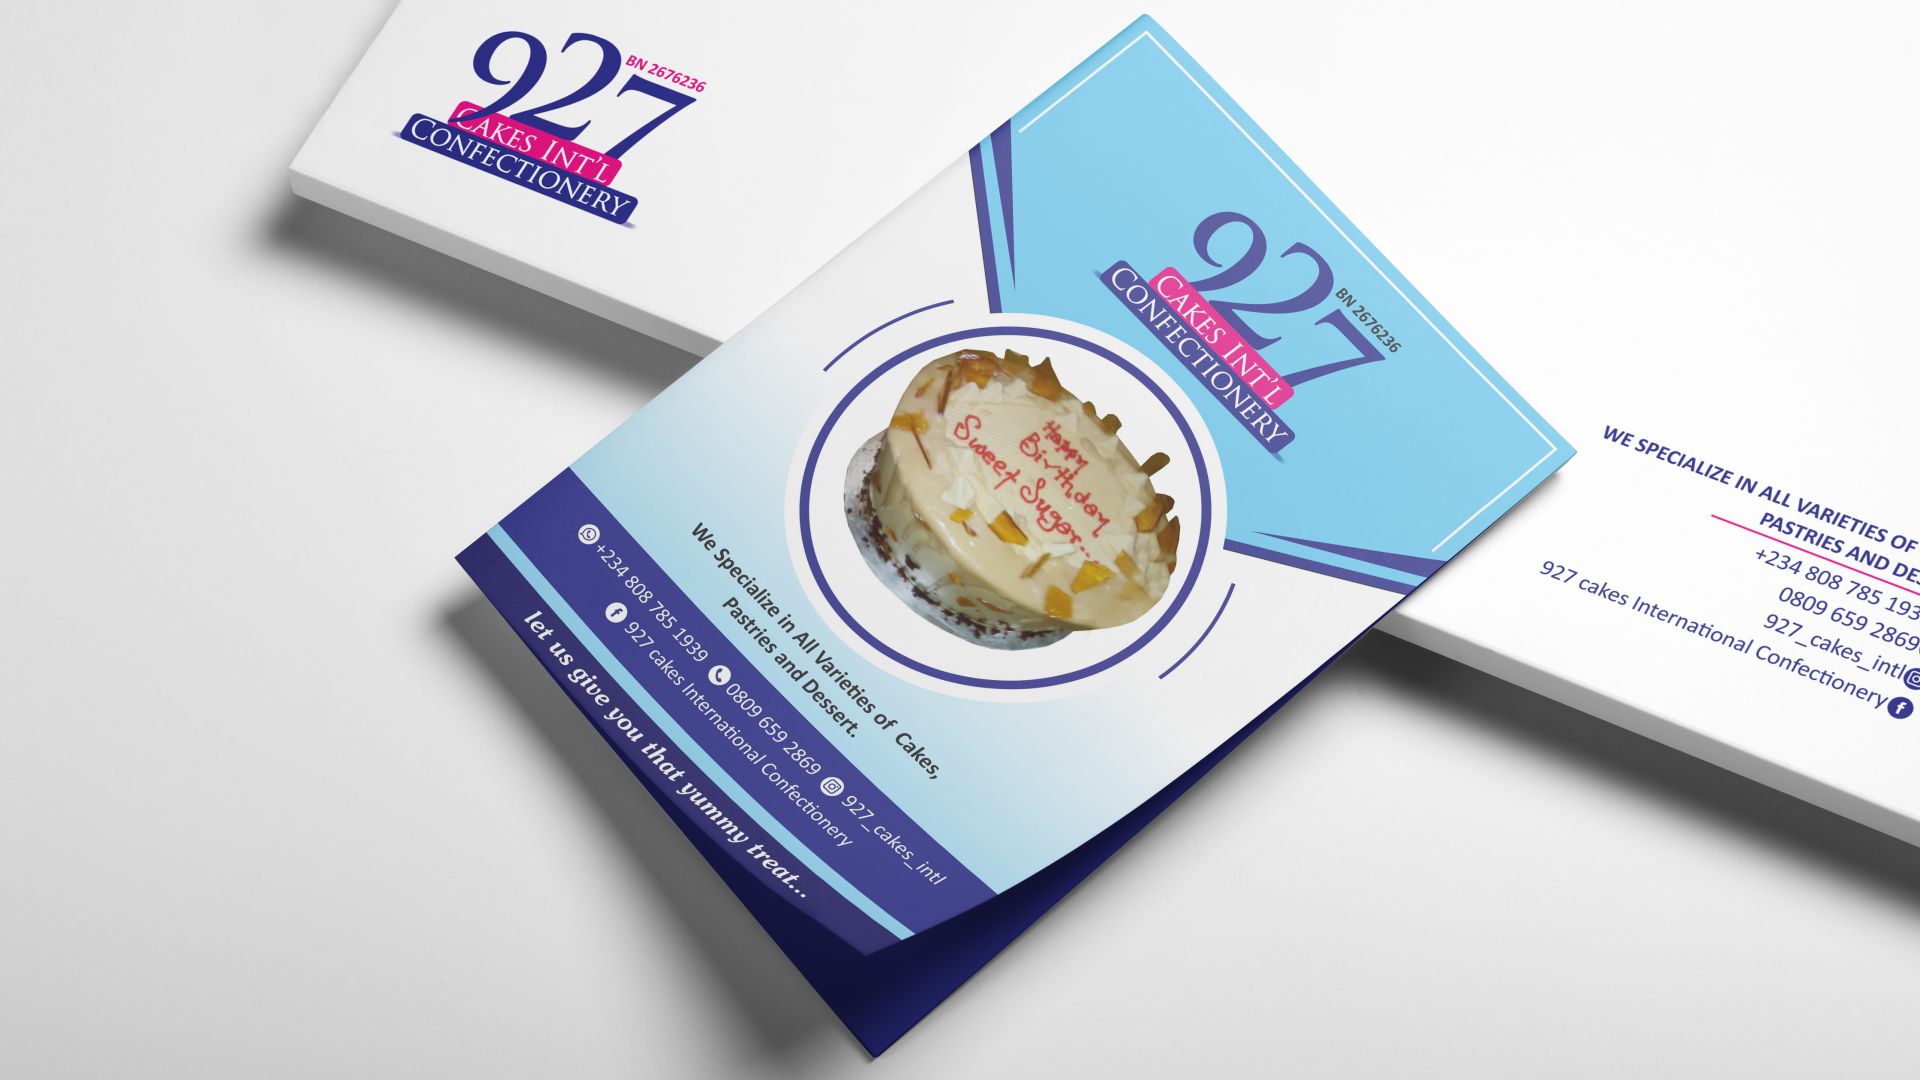 927
BN 2676236
CAKES INT'L
CONFECTIONERY
927
BN 2676236
CAKES INT'L
CONFECTIONERY
Happy
Birthday
Sweet Sugar...
We Specialize in All Varieties of Cakes,
Pastries and Dessert.
+234 808 785 1939 0809 659 2869 927_cakes_intl
927 cakes International Confectionery
let us give you that yummy treat...
WE SPECIALIZE IN ALL VARIETIES OF
PASTRIES AND
+234 808 785
0809 659 2869
927_cakes_intl
927 cakes International Confectionery